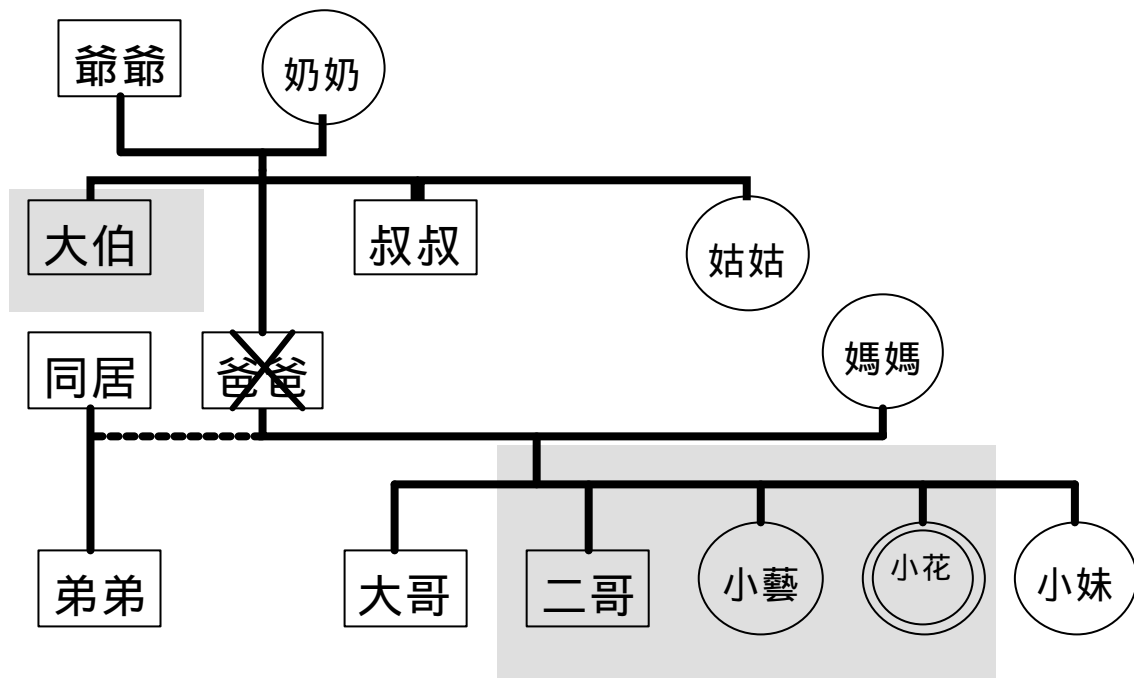 爺爺
奶奶
大伯
叔叔
姑姑
同居
爸爸
媽媽
弟弟
大哥
二哥
小藝
小花
小妹